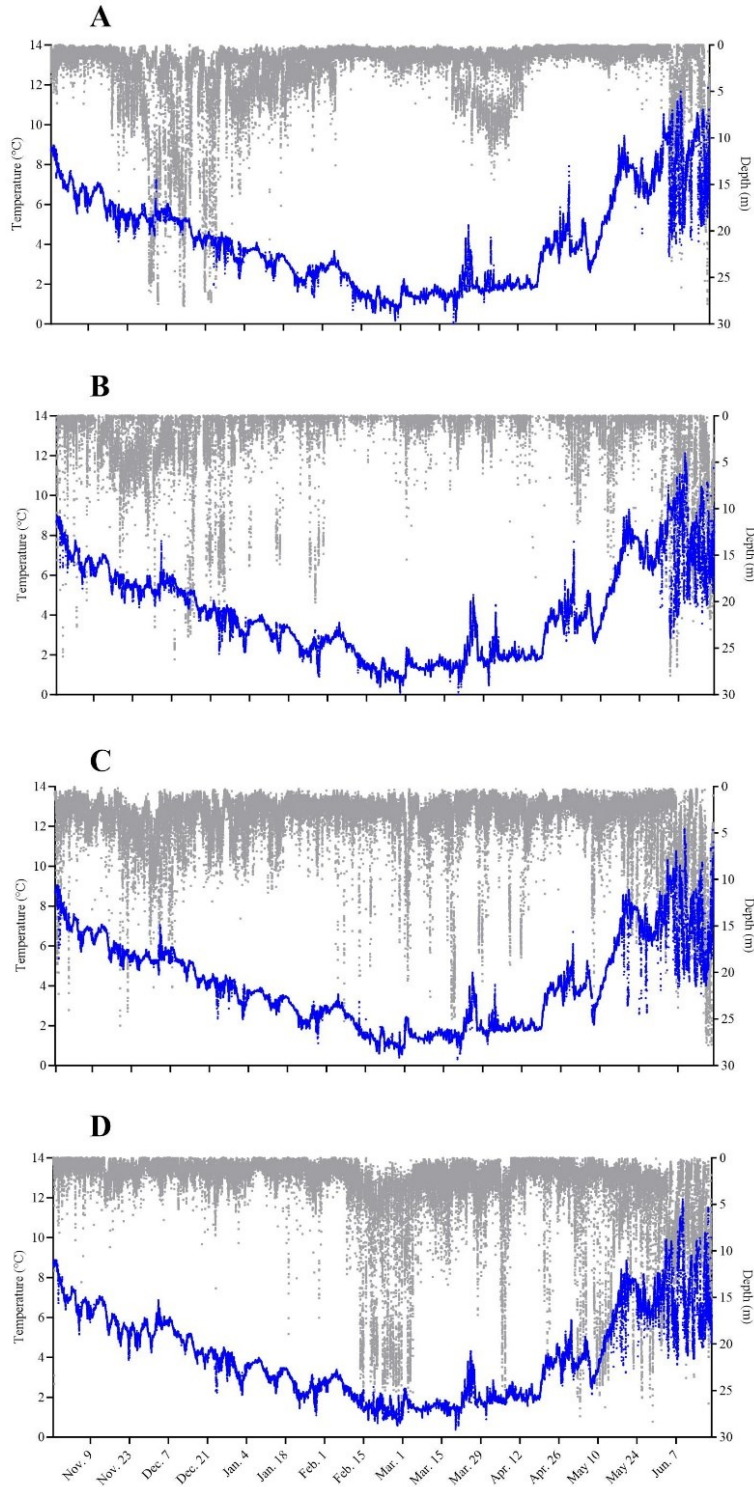 A
14
12
10
8
6
4
2
0
Temperature (°C)
0
5
10
15
20
25
30
Depth (m)
B
14
12
10
8
6
4
2
0
Temperature (°C)
0
5
10
15
20
25
30
Depth (m)
C
14
12
10
8
6
4
2
0
Temperature (°C)
0
5
10
15
20
25
30
Depth (m)
D
14
12
10
8
6
4
2
0
Temperature (°C)
0
5
10
15
20
25
30
Depth (m)
Nov. 9
Nov. 23
Dec. 7
Dec. 21
Jan. 4
Jan. 18
Feb. 1
Feb. 15
Mar. 1
Mar. 15
Mar. 29
Apr. 12
Apr. 26
May 10
May 24
Jun. 7